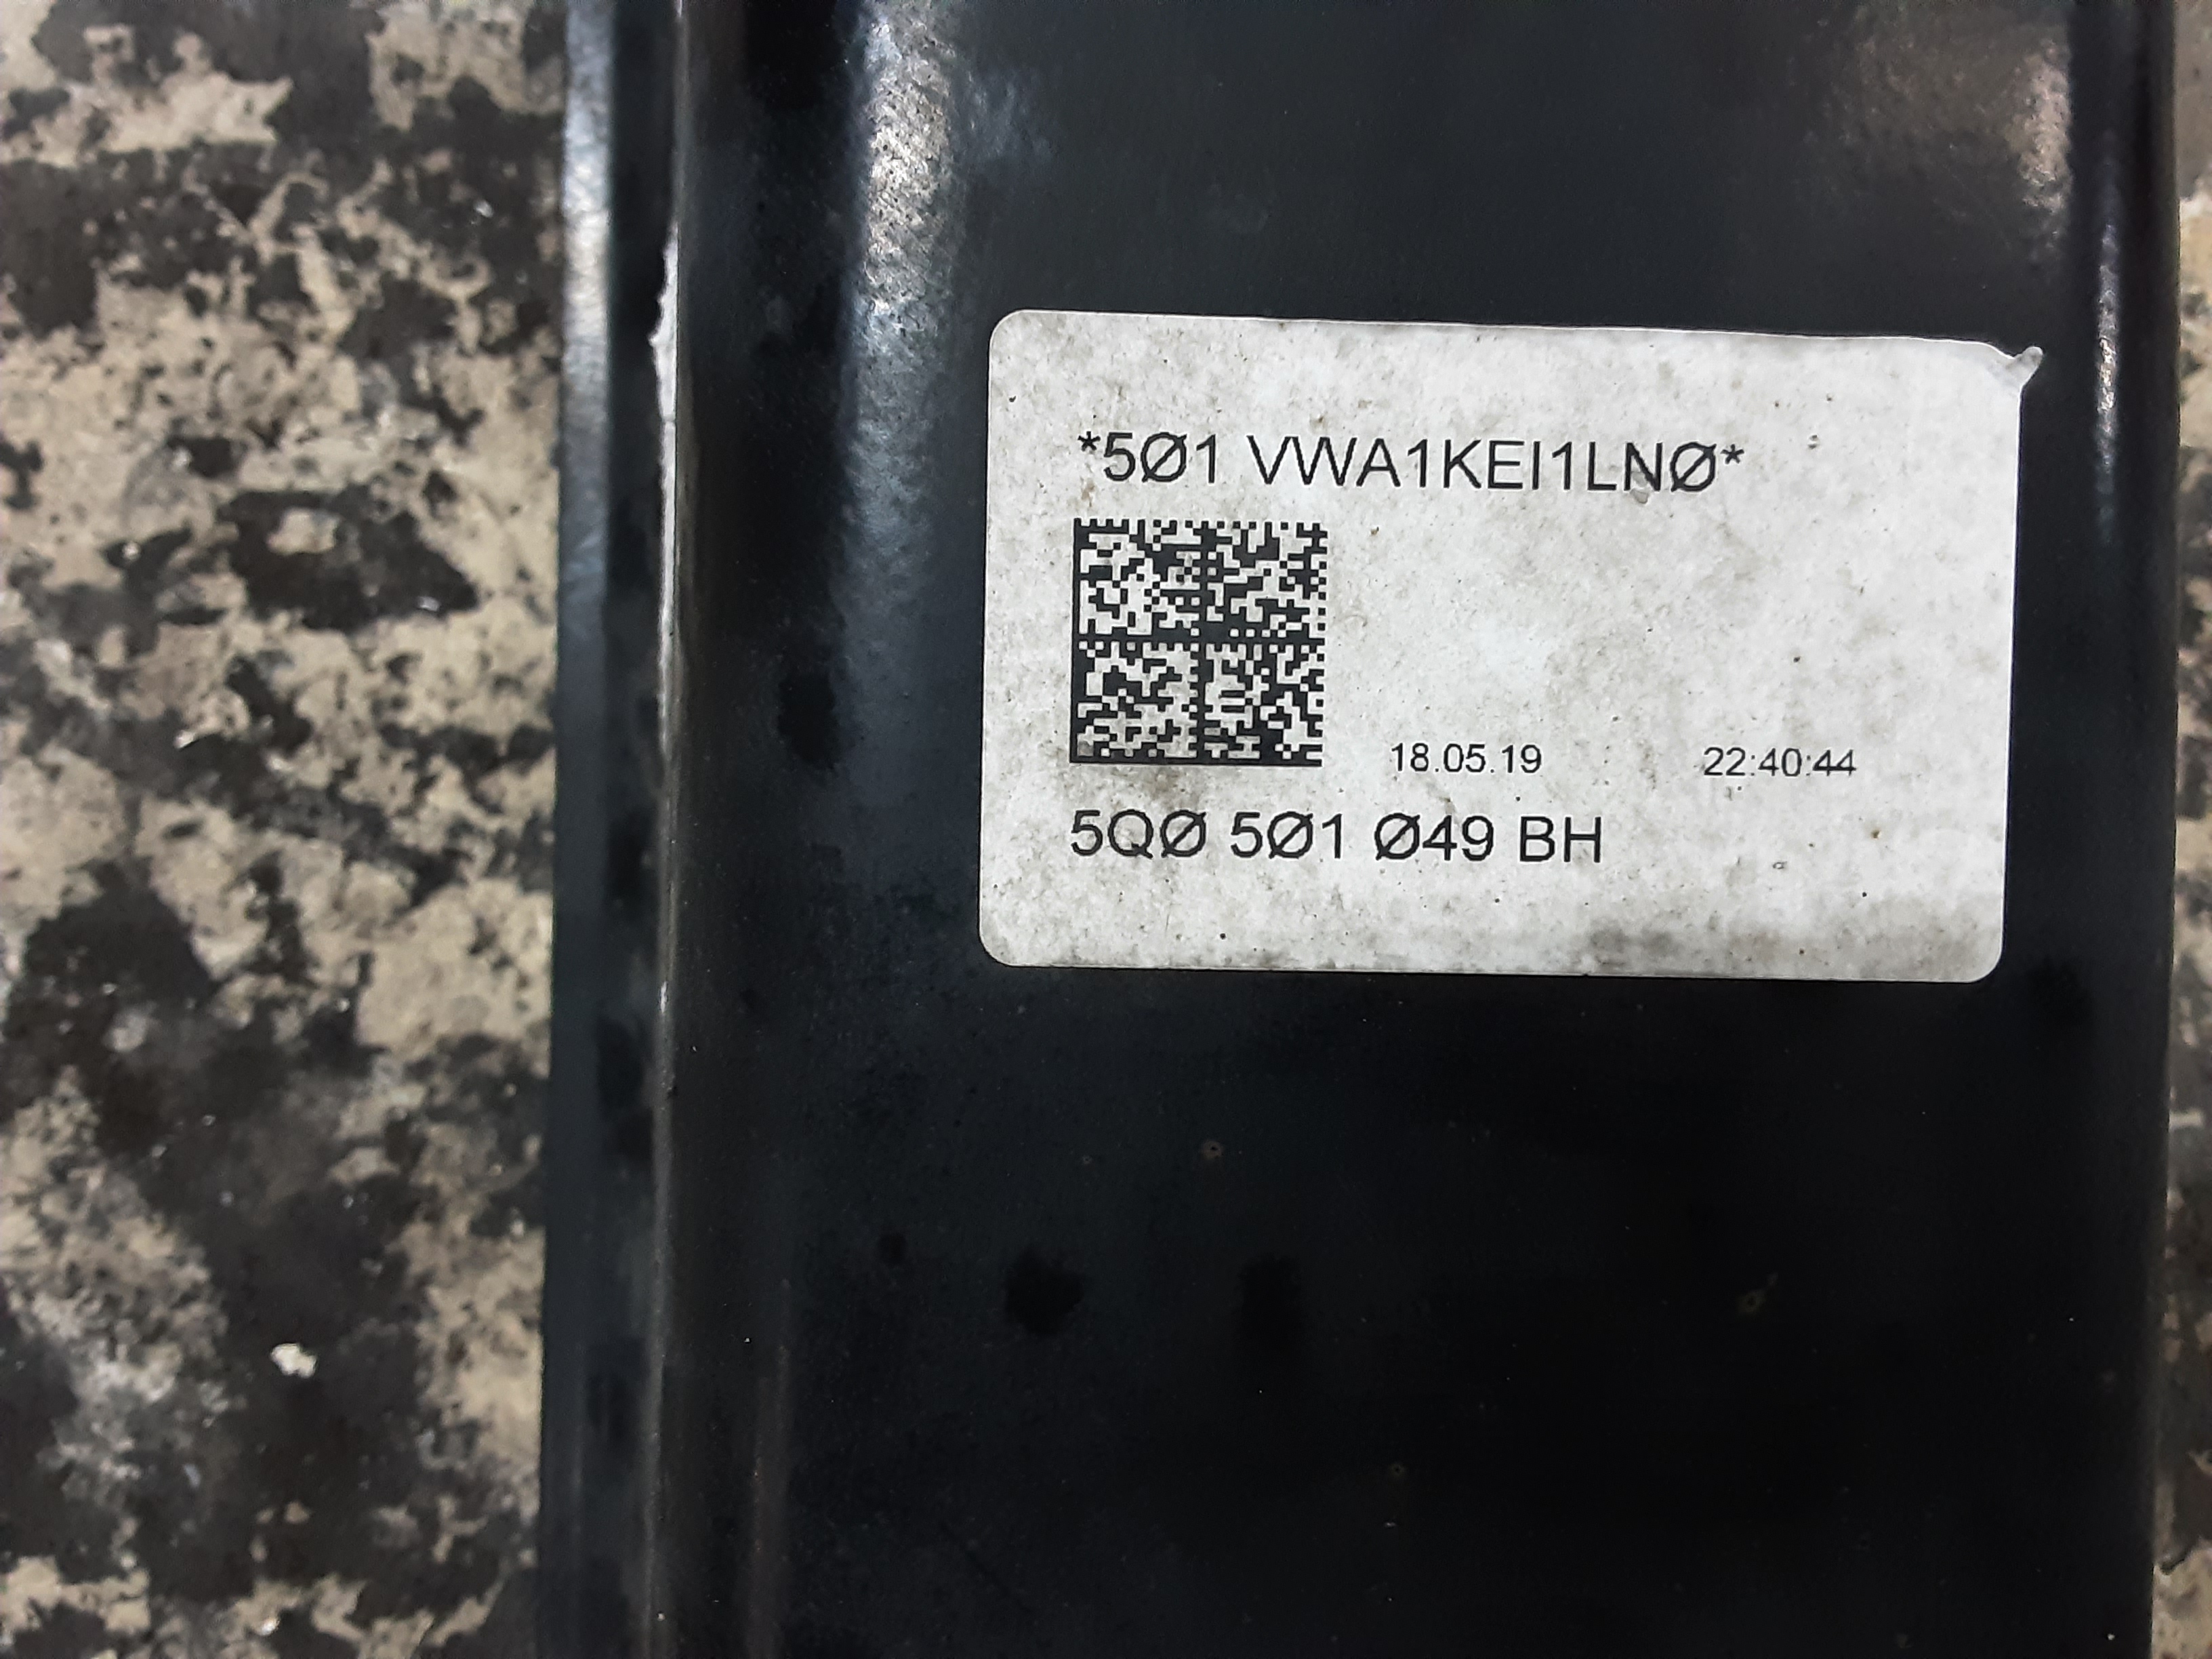 *5Ø1 VWA1KEI1LNØ*
18.05.19 22:40:44
5QØ 5Ø1 Ø49 BH